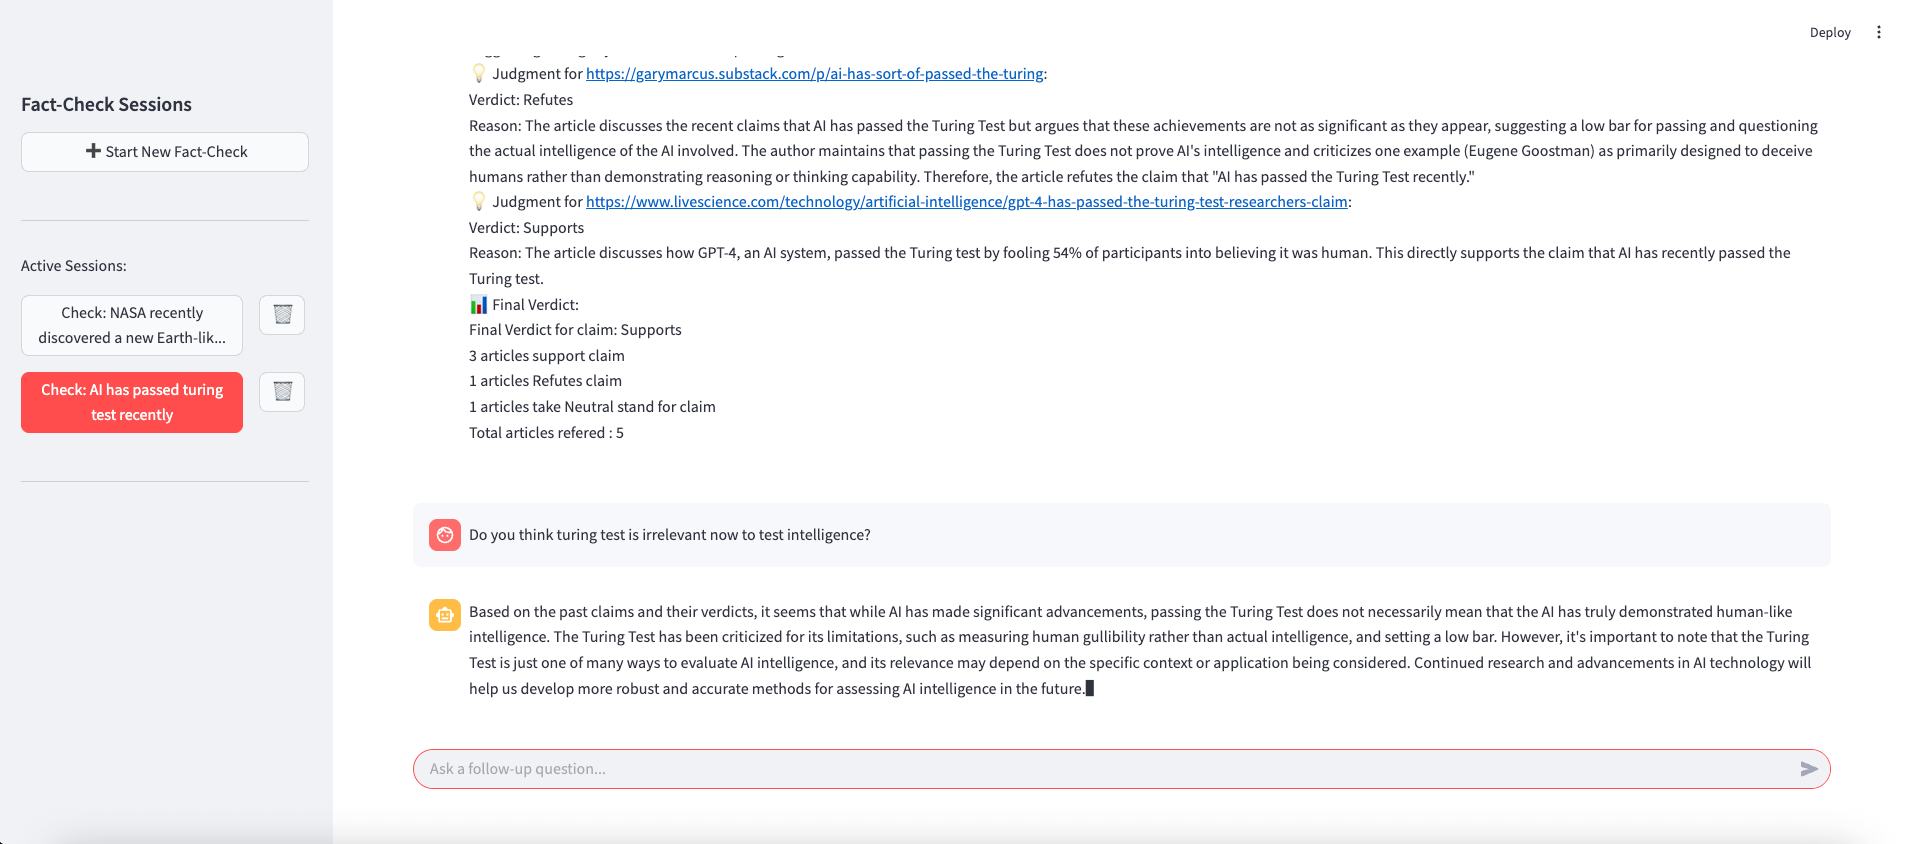 Deploy
Fact-Check Sessions
Start New Fact-Check
Active Sessions:
Check: NASA recently
discovered a new Earth-lik...
Check: AI has passed turing
test recently
Judgment for https://garymarcus.substack.com/p/ai-has-sort-of-passed-the-turing:
Verdict: Refutes
Reason: The article discusses the recent claims that AI has passed the Turing Test but argues that these achievements are not as significant as they appear, suggesting a low bar for passing and questioning
the actual intelligence of the AI involved. The author maintains that passing the Turing Test does not prove AI's intelligence and criticizes one example (Eugene Goostman) as primarily designed to deceive
humans rather than demonstrating reasoning or thinking capability. Therefore, the article refutes the claim that "AI has passed the Turing Test recently."
Judgment for https://www.livescience.com/technology/artificial-intelligence/gpt-4-has-passed-the-turing-test-researchers-claim:
Verdict: Supports
Reason: The article discusses how GPT-4, an AI system, passed the Turing test by fooling 54% of participants into believing it was human. This directly supports the claim that AI has recently passed the
Turing test.
Final Verdict:
Final Verdict for claim: Supports
3 articles support claim
1 articles Refutes claim
1 articles take Neutral stand for claim
Total articles refered : 5
Do you think turing test is irrelevant now to test intelligence?
Based on the past claims and their verdicts, it seems that while AI has made significant advancements, passing the Turing Test does not necessarily mean that the AI has truly demonstrated human-like
intelligence. The Turing Test has been criticized for its limitations, such as measuring human gullibility rather than actual intelligence, and setting a low bar. However, it's important to note that the Turing
Test is just one of many ways to evaluate AI intelligence, and its relevance may depend on the specific context or application being considered. Continued research and advancements in AI technology will
help us develop more robust and accurate methods for assessing AI intelligence in the future.
Ask a follow-up question...